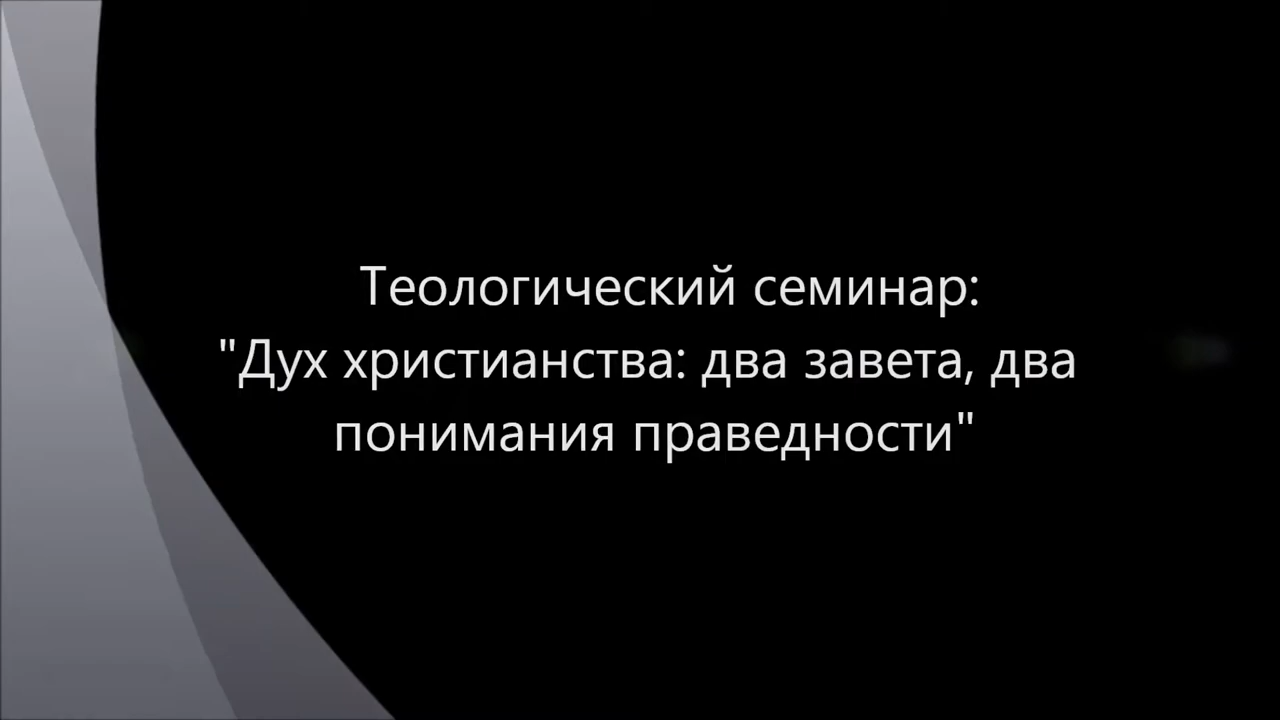 Теологический семинар:
"Дух христианства: два завета, два
понимания праведности"